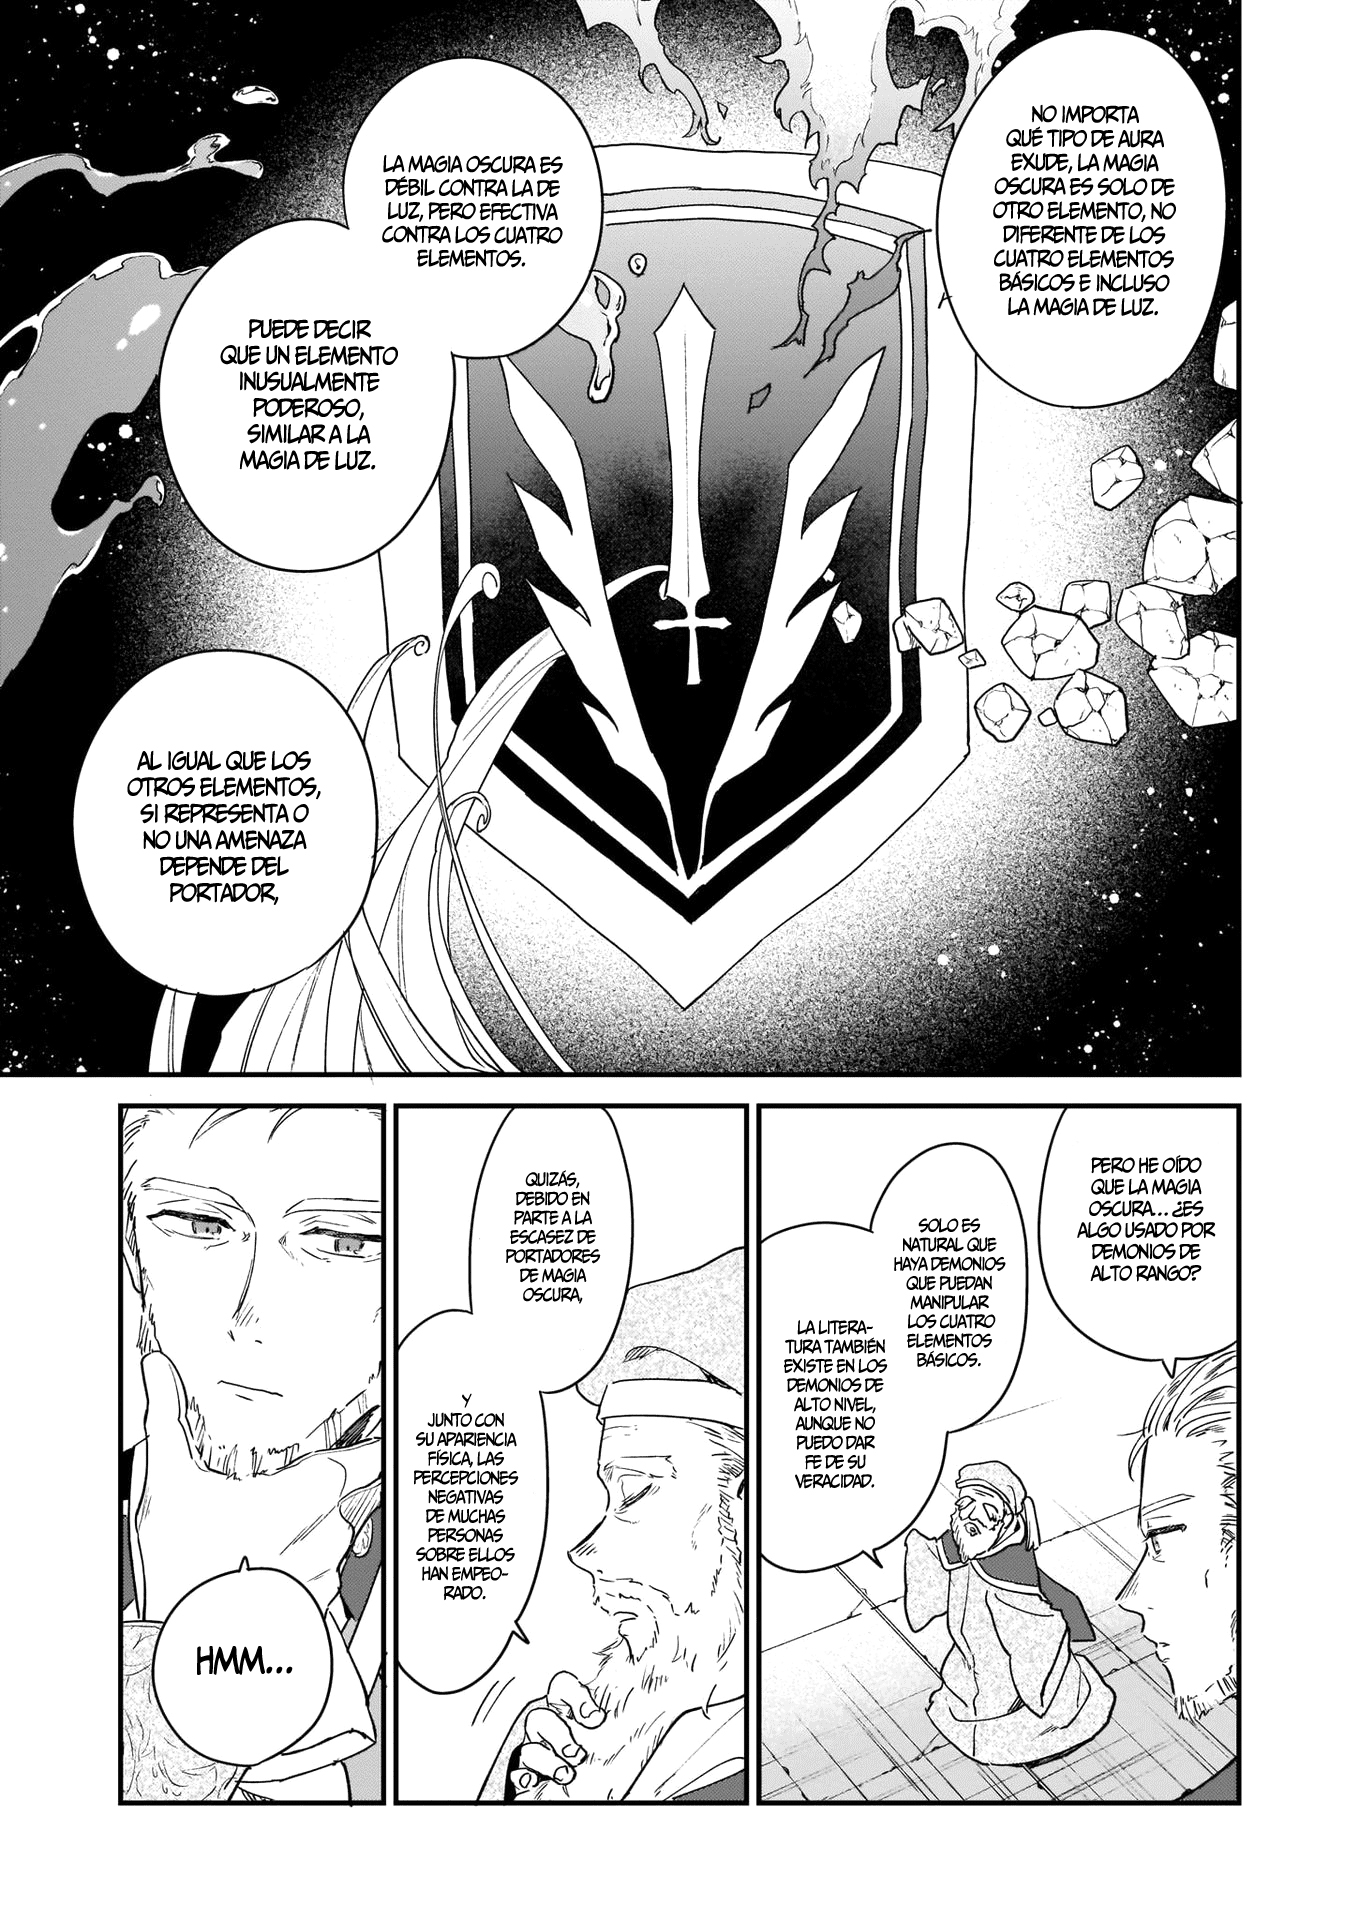 NO IMPORTA
QUÉ TIPO DE AURA
EXUDE, LA MAGIA
OSCURA ES SOLO DE
OTRO ELEMENTO, NO
DIFERENTE DE LOS
CUATRO ELEMENTOS
BÁSICOS E INCLUSO
LA MAGIA DE LUZ.
LA MAGIA OSCURA ES
DÉBIL CONTRA LA DE
LUZ, PERO EFECTIVA
CONTRA LOS CUATRO
ELEMENTOS.
PUEDE DECIR
QUE UN ELEMENTO
INUSUALMENTE
PODEROSO,
SIMILAR A LA
MAGIA DE LUZ.
AL IGUAL QUE LOS
OTROS ELEMENTOS,
SI REPRESENTA O
NO UNA AMENAZA
DEPENDE DEL
PORTADOR,
PERO HE OÍDO
QUE LA MAGIA
OSCURA... ¿ES
ALGO USADO POR
DEMONIOS DE
ALTO RANGO?
SOLO ES
NATURAL QUE
HAYA DEMONIOS
QUE PUEDAN
MANIPULAR
LOS CUATRO
ELEMENTOS
BÁSICOS.
LA LITERA-
TURA TAMBIÉN
EXISTE EN LOS
DEMONIOS DE
ALTO NIVEL,
AUNQUE NO
PUEDO DAR
FE DE SU
VERACIDAD.
QUIZÁS,
DEBIDO EN
PARTE A LA
ESCASEZ DE
PORTADORES
DE MAGIA
OSCURA,
Y
JUNTO CON
SU APARIENCIA
FÍSICA, LAS
PERCEPCIONES
NEGATIVAS
DE MUCHAS
PERSONAS
SOBRE ELLOS
HAN EMPEO-
RADO.
HMM...